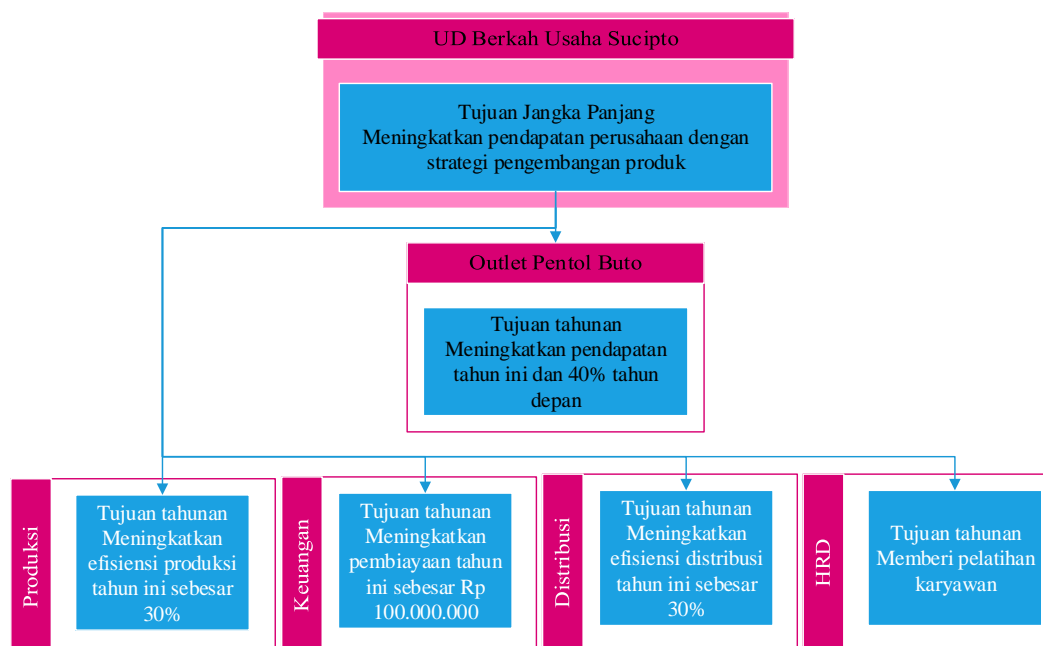 UD Berkah Usaha Sucipto
Tujuan Jangka Panjang
Meningkatkan pendapatan perusahaan dengan
strategi pengembangan produk
Outlet Pentol Buto
Tujuan tahunan
Meningkatkan pendapatan
tahun ini dan 40% tahun
depan
Produksi
Tujuan tahunan
Meningkatkan
efisiensi produksi
tahun ini sebesar
30%
Keuangan
Tujuan tahunan
Meningkatkan
pembiayaan tahun
ini sebesar Rp
100.000.000
Distribusi
Tujuan tahunan
Meningkatkan
efisiensi distribusi
tahun ini sebesar
30%
HRD
Tujuan tahunan
Memberi pelatihan
karyawan